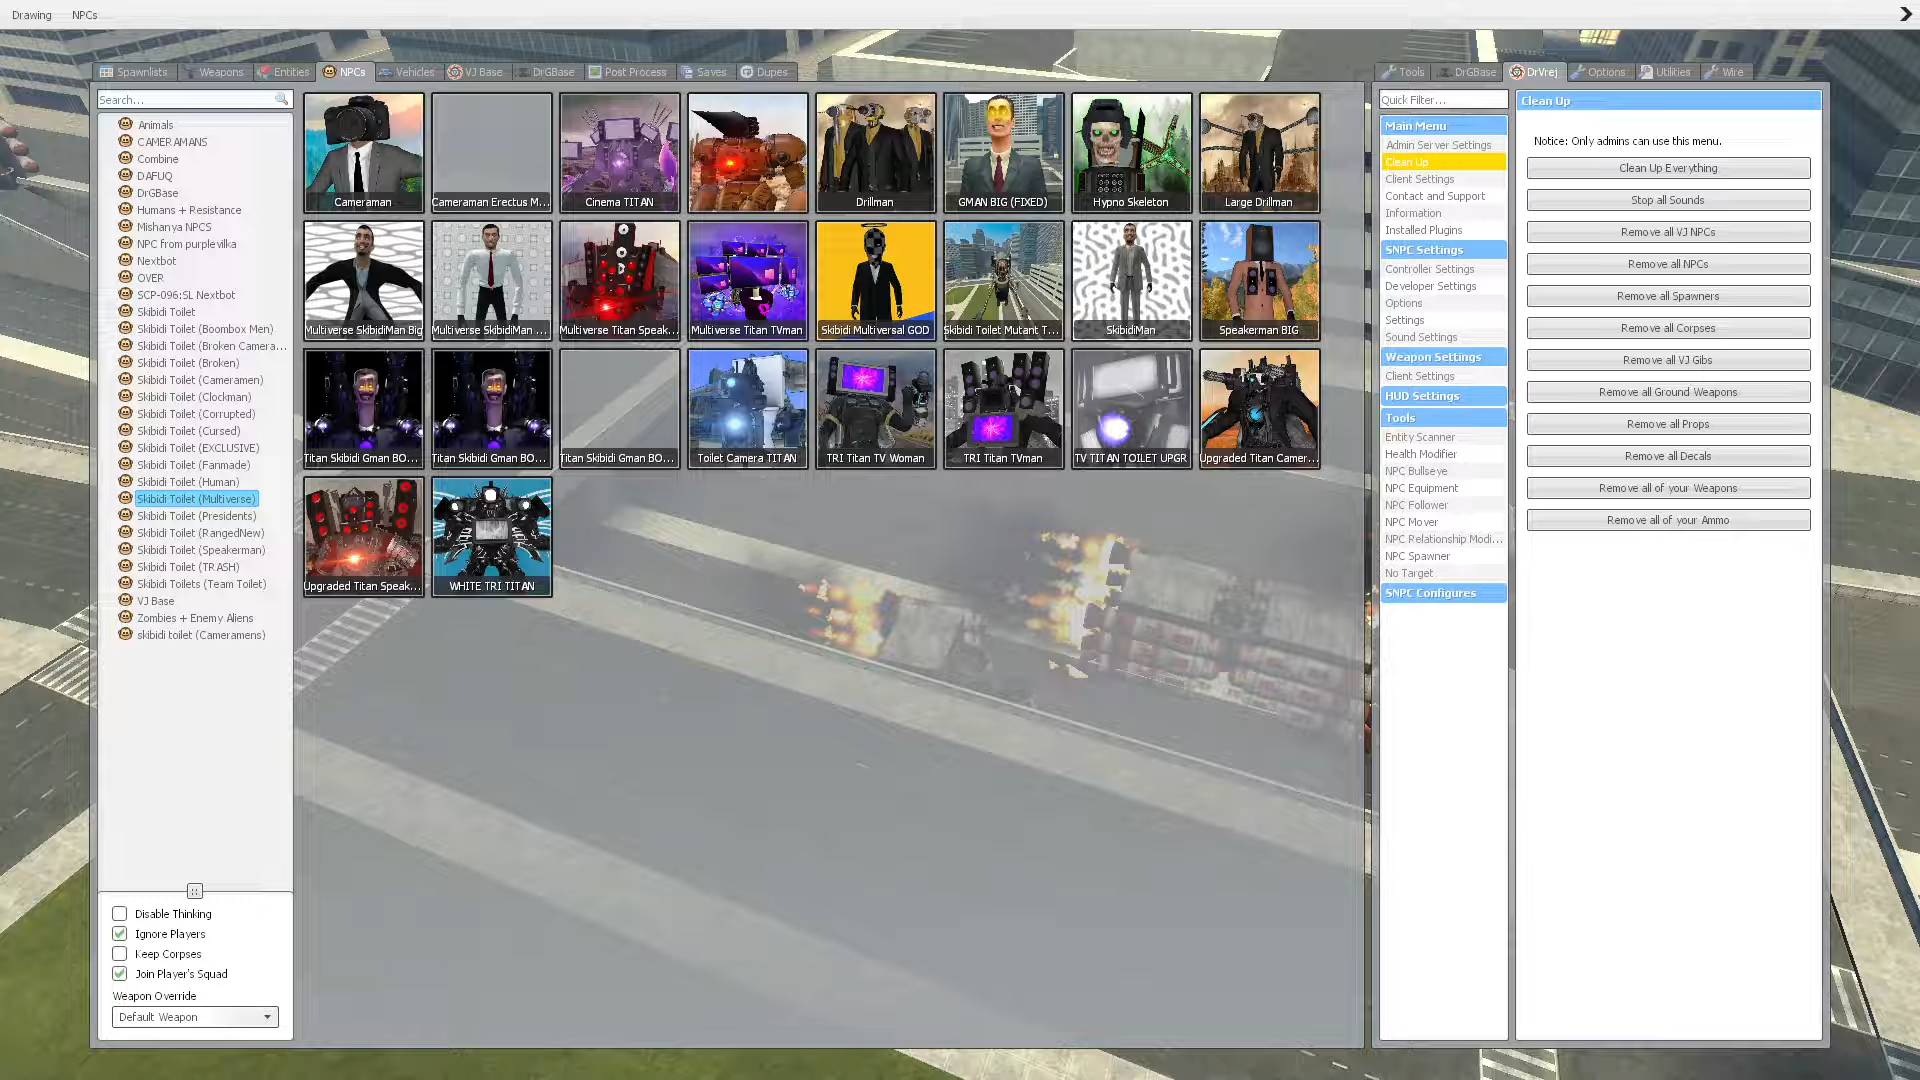 Drawing NPCs
Spawnlists Weapons Entities NPCs Vehicles VJ Base DrGBase Post Process Saves Dupes
Tools DrGBase DrVrej Options Utilities Wire
Search...
Animals
CAMERAMANS
Combine
DAFUQ
DrGBase
Humans + Resistance
Mishanya NPCS
NPC from purplevilka
Nextbot
OVER
SCP-096:SL Nextbot
Skibidi Toilet
Skibidi Toilet (Boombox Men)
Skibidi Toilet (Broken Camera...
Skibidi Toilet (Broken)
Skibidi Toilet (Cameramen)
Skibidi Toilet (Clockman)
Skibidi Toilet (Corrupted)
Skibidi Toilet (Cursed)
Skibidi Toilet (EXCLUSIVE)
Skibidi Toilet (Fanmade)
Skibidi Toilet (Human)
Skibidi Toilet (Multiverse)
Skibidi Toilet (Presidents)
Skibidi Toilet (RangedNew)
Skibidi Toilet (Speakerman)
Skibidi Toilet (TRASH)
Skibidi Toilets (Team Toilet)
VJ Base
Zombies + Enemy Aliens
skibidi toilet (Cameramens)
Disable Thinking
Ignore Players
Keep Corpses
Join Player's Squad
Weapon Override
Default Weapon
Cameraman Cameraman Erectus M... Cinema TITAN Drillman GMAN BIG (FIXED) Hypno Skeleton Large Drillman
Multiverse SkibidiMan Big Multiverse SkibidiMan ... Multiverse Titan Speak... Multiverse Titan TVman Skibidi Multiversal GOD Skibidi Toilet Mutant T... SkibidiMan Speakerman BIG
Titan Skibidi Gman BO... Titan Skibidi Gman BO... Titan Skibidi Gman BO... Toilet Camera TITAN TRI Titan TV Woman TRI Titan TVman TV TITAN TOILET UPGR Upgraded Titan Camer...
Upgraded Titan Speak... WHITE TRI TITAN
Quick Filter...
Main Menu
Admin Server Settings
Clean Up
Client Settings
Contact and Support
Information
Installed Plugins
SNPC Settings
Controller Settings
Developer Settings
Options
Settings
Sound Settings
Weapon Settings
Client Settings
HUD Settings
Tools
Entity Scanner
Health Modifier
NPC Bullseye
NPC Equipment
NPC Follower
NPC Mover
NPC Relationship Modi...
NPC Spawner
No Target
SNPC Configures
Clean Up
Notice: Only admins can use this menu.
Clean Up Everything
Stop all Sounds
Remove all VJ NPCs
Remove all NPCs
Remove all Spawners
Remove all Corpses
Remove all VJ Gibs
Remove all Ground Weapons
Remove all Props
Remove all Decals
Remove all of your Weapons
Remove all of your Ammo